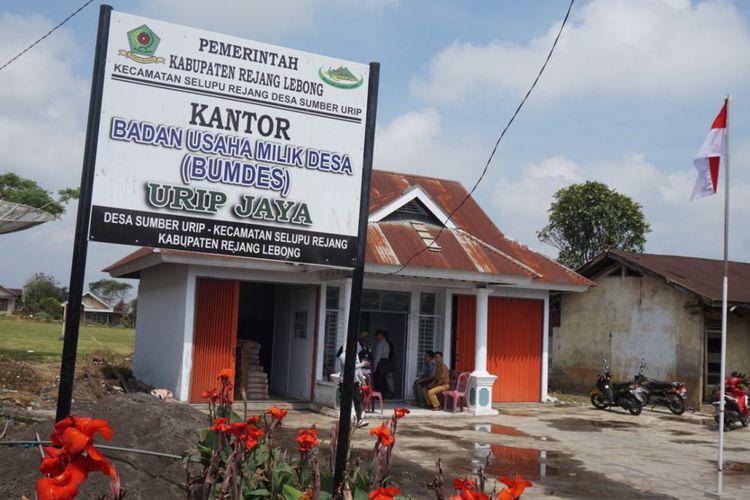 PEMERINTAH
KABUPATEN REJANG LEBONG
KECAMATAN SELUPU REJANG DESA SUMBER URIP
KANTOR
BADAN USAHA MILIK DESA
(BUMDES)
URIP JAYA
DESA SUMBER URIP - KECAMATAN SELUPU REJANG
KABUPATEN REJANG LEBONG